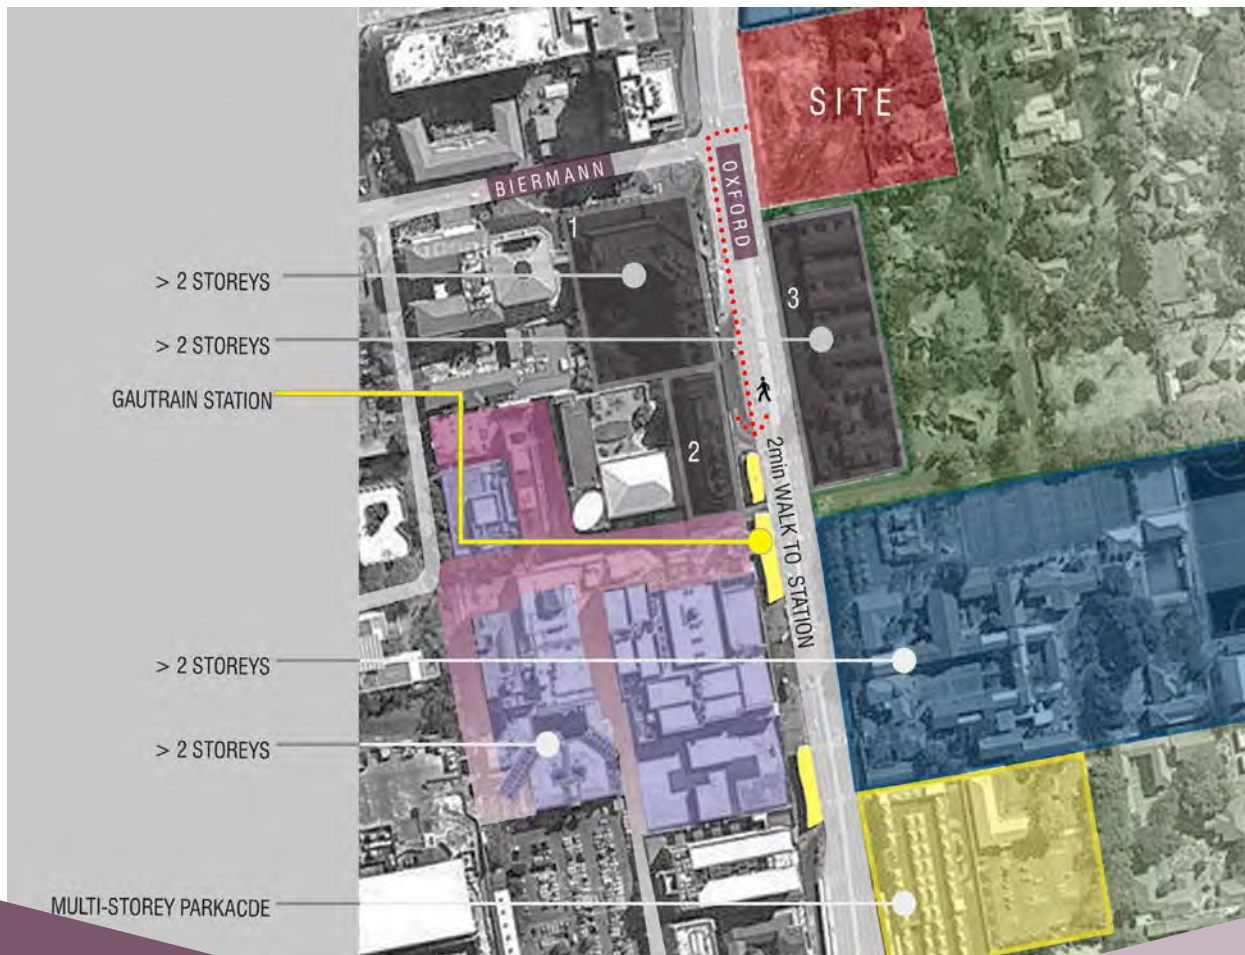 SITE
BIERMANN
OXFORD
1
> 2 STOREYS
3
> 2 STOREYS
GAUTRAIN STATION
2
2min WALK TO STATION
> 2 STOREYS
> 2 STOREYS
MULTI-STOREY PARKACDE